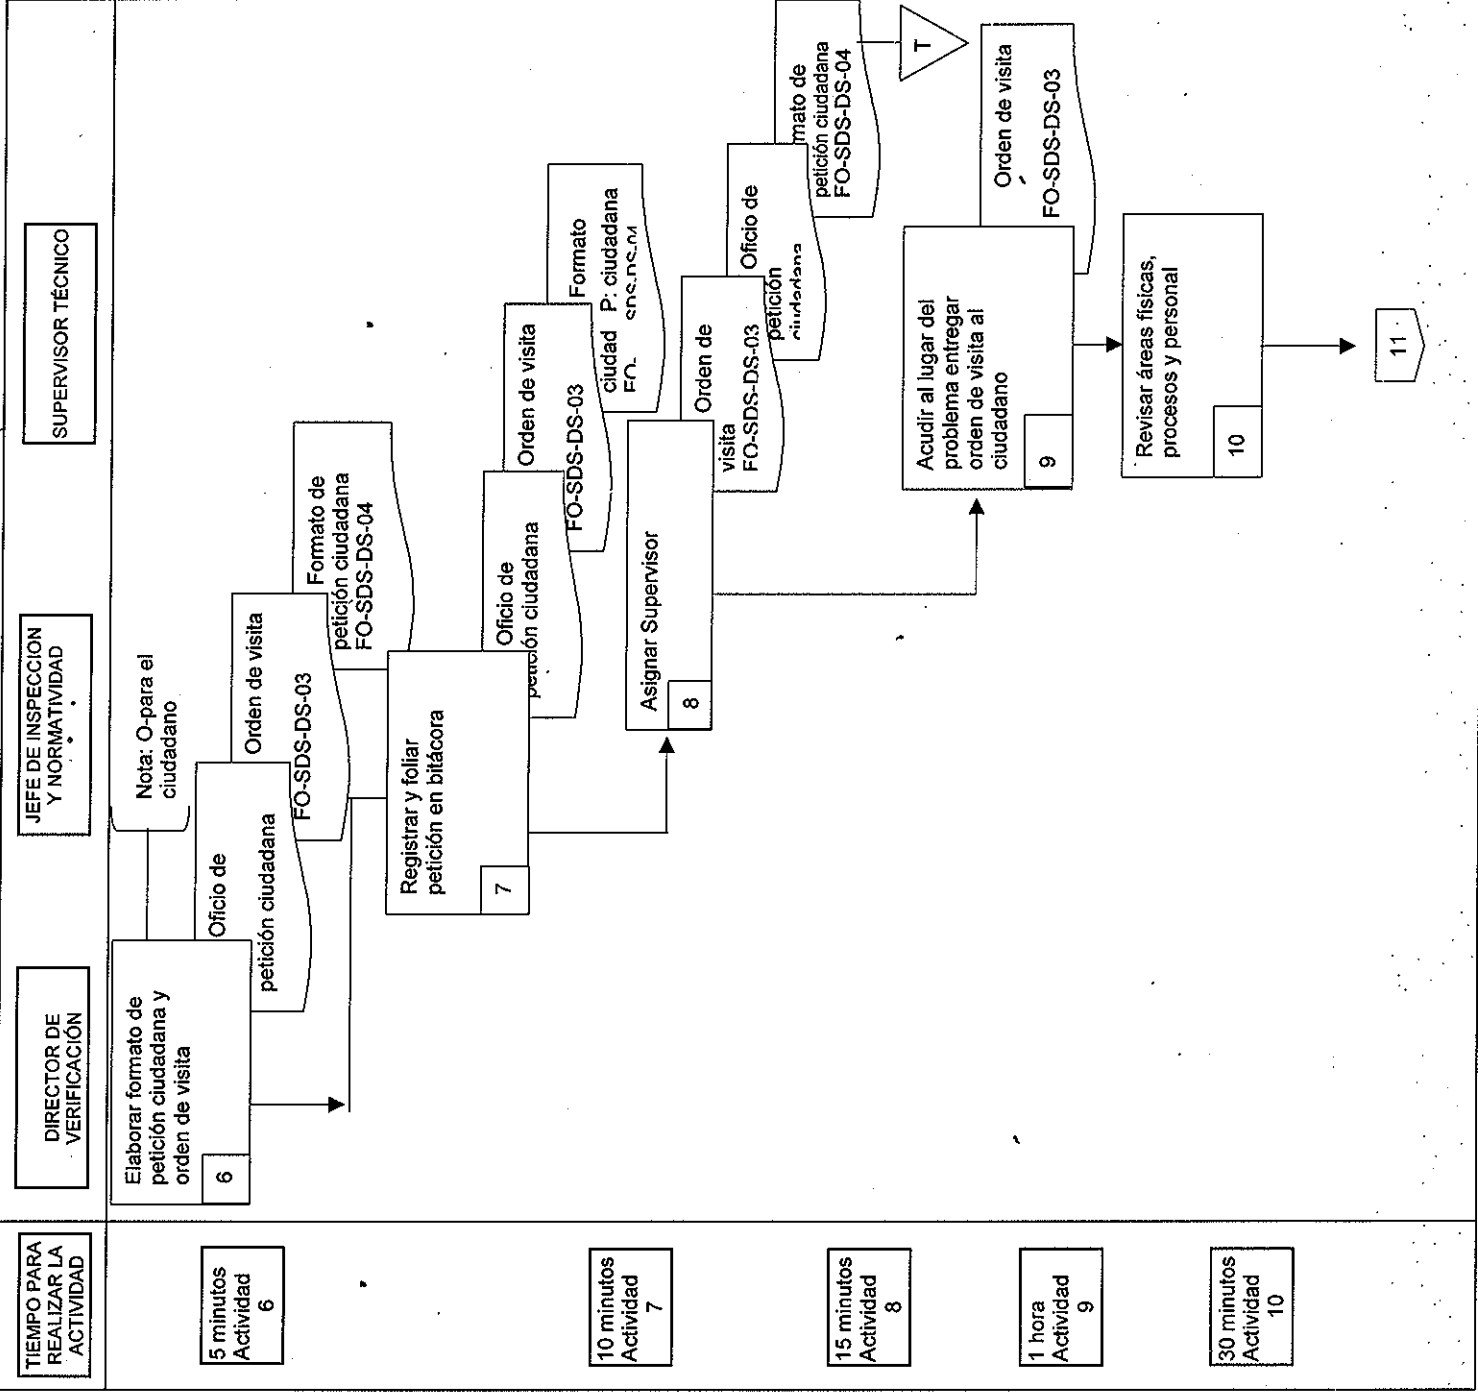 TIEMPO PARA
REALIZAR LA
ACTIVIDAD
DIRECTOR DE
VERIFICACIÓN
JEFE DE INSPECCION
Y NORMATIVIDAD
SUPERVISOR TÉCNICO
5 minutos
Actividad
6
Elaborar formato de
petición ciudadana y
orden de visita
6
Nota: O-para el
ciudadano
Oficio de
petición ciudadana
Orden de visita
FO-SDS-DS-03
Formato de
petición ciudadana
FO-SDS-DS-04
10 minutos
Actividad
7
Registrar y foliar
petición en bitácora
7
Oficio de
petición ciudadana
Orden de visita
FO-SDS-DS-03
Formato
ciudad P: ciudadana
FO-
15 minutos
Actividad
8
Asignar Supervisor
8
Orden de
visita
FO-SDS-DS-03
Oficio de
petición
ciudadana
mato de
petición ciudadana
FO-SDS-DS-04
T
1 hora
Actividad
9
Acudir al lugar del
problema entregar
orden de visita al
ciudadano
9
Orden de visita
FO-SDS-DS-03
30 minutos
Actividad
10
Revisar áreas físicas,
procesos y personal
10
11